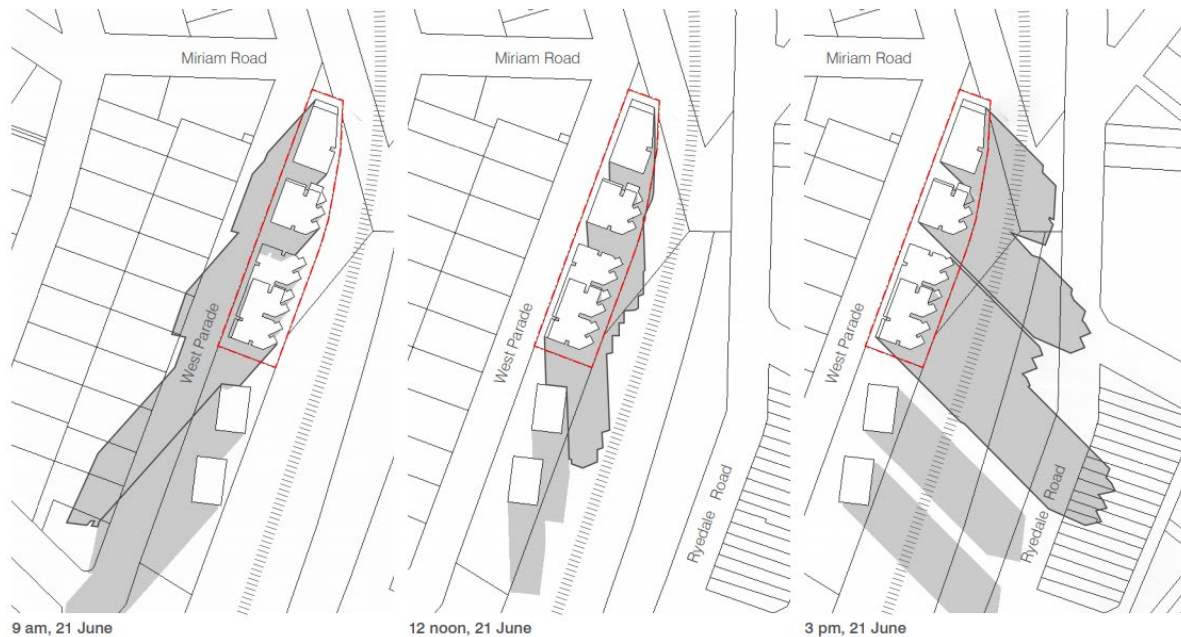 Miriam Road
West Parade
9 am, 21 June
Miriam Road
West Parade
Ryedale Road
12 noon, 21 June
Miriam Road
West Parade
Ryedale Road
3 pm, 21 June